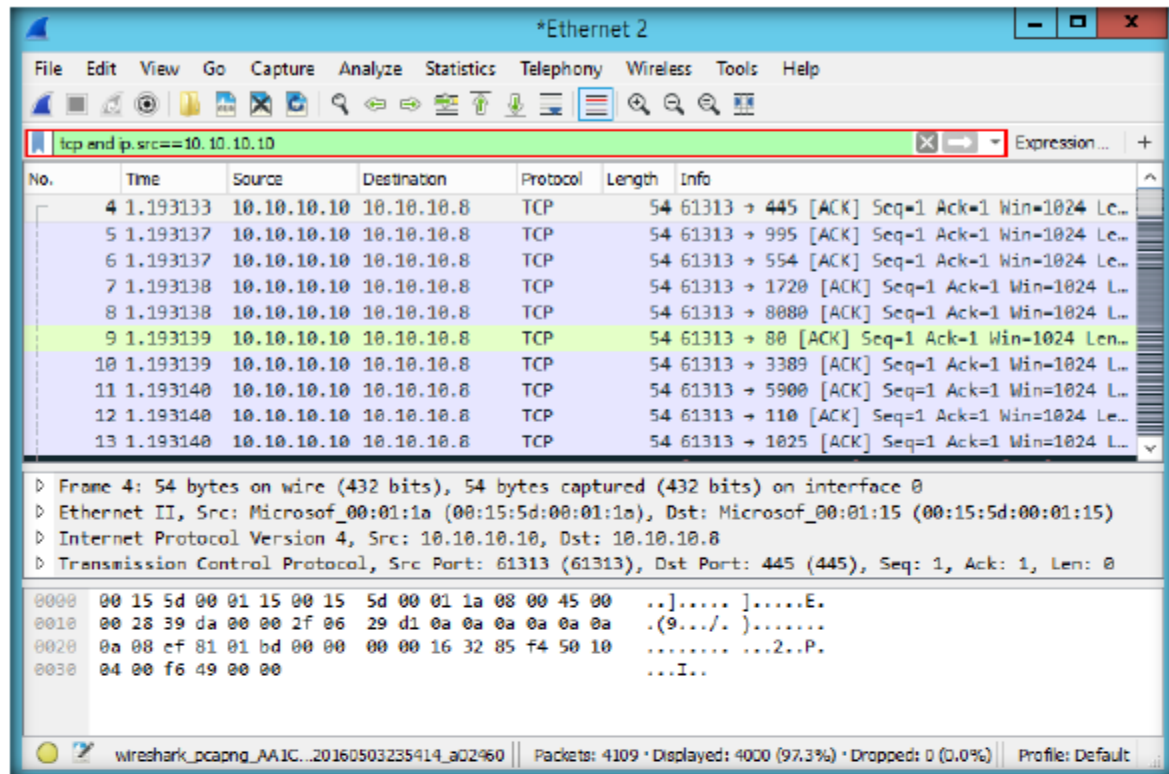 *Ethernet 2
File Edit View Go Capture Analyze Statistics Telephony Wireless Tools Help
tcp and ip.src==10.10.10.10 Expression... +
No. Time Source Destination Protocol Length Info
4 1.193133 10.10.10.10 10.10.10.8 TCP 54 61313 → 445 [ACK] Seq=1 Ack=1 Win=1024 Le…
5 1.193137 10.10.10.10 10.10.10.8 TCP 54 61313 → 995 [ACK] Seq=1 Ack=1 Win=1024 Le…
6 1.193137 10.10.10.10 10.10.10.8 TCP 54 61313 → 554 [ACK] Seq=1 Ack=1 Win=1024 Le…
7 1.193138 10.10.10.10 10.10.10.8 TCP 54 61313 → 1720 [ACK] Seq=1 Ack=1 Win=1024 L…
8 1.193138 10.10.10.10 10.10.10.8 TCP 54 61313 → 8080 [ACK] Seq=1 Ack=1 Win=1024 L…
9 1.193139 10.10.10.10 10.10.10.8 TCP 54 61313 → 80 [ACK] Seq=1 Ack=1 Win=1024 Len…
10 1.193139 10.10.10.10 10.10.10.8 TCP 54 61313 → 3389 [ACK] Seq=1 Ack=1 Win=1024 L…
11 1.193140 10.10.10.10 10.10.10.8 TCP 54 61313 → 5900 [ACK] Seq=1 Ack=1 Win=1024 L…
12 1.193140 10.10.10.10 10.10.10.8 TCP 54 61313 → 110 [ACK] Seq=1 Ack=1 Win=1024 Le…
13 1.193140 10.10.10.10 10.10.10.8 TCP 54 61313 → 1025 [ACK] Seq=1 Ack=1 Win=1024 L…
Frame 4: 54 bytes on wire (432 bits), 54 bytes captured (432 bits) on interface 0
Ethernet II, Src: Microsof_00:01:1a (00:15:5d:00:01:1a), Dst: Microsof_00:01:15 (00:15:5d:00:01:15)
Internet Protocol Version 4, Src: 10.10.10.10, Dst: 10.10.10.8
Transmission Control Protocol, Src Port: 61313 (61313), Dst Port: 445 (445), Seq: 1, Ack: 1, Len: 0
0000 00 15 5d 00 01 15 00 15 5d 00 01 1a 08 00 45 00 ..]..... ].....E.
0010 00 28 39 da 00 00 2f 06 29 d1 0a 0a 0a 0a 0a 0a .(9.../. ).......
0020 0a 08 ef 81 01 bd 00 00 00 00 16 32 85 f4 50 10 ........ ...2..P.
0030 04 00 f6 49 00 00 ...I..
wireshark_pcapng_AA1C...20160503235414_a02460 Packets: 4109 · Displayed: 4000 (97.3%) · Dropped: 0 (0.0%) Profile: Default